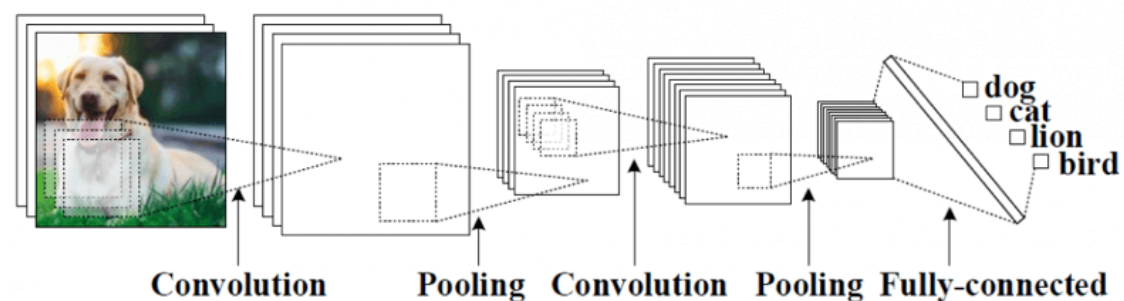 dog
cat
lion
bird
Convolution Pooling Convolution Pooling Fully-connected